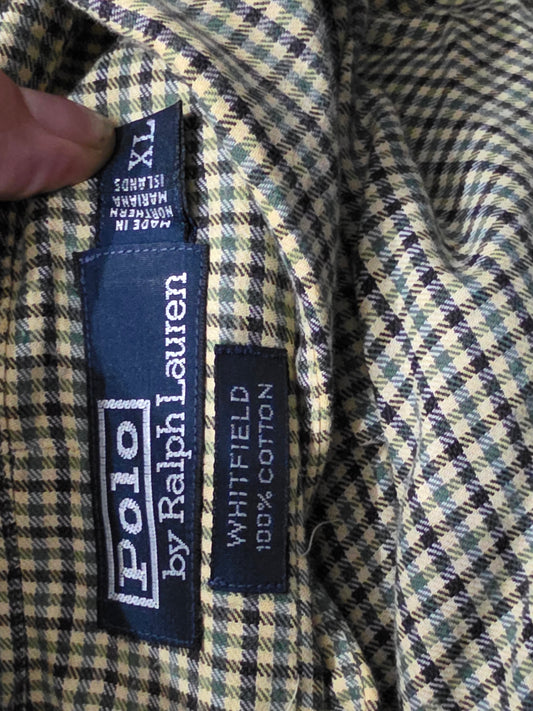 XL
MADE IN
NORTHERN
MARIANA
ISLANDS
Polo
by Ralph Lauren
WHITFIELD
100% COTTON